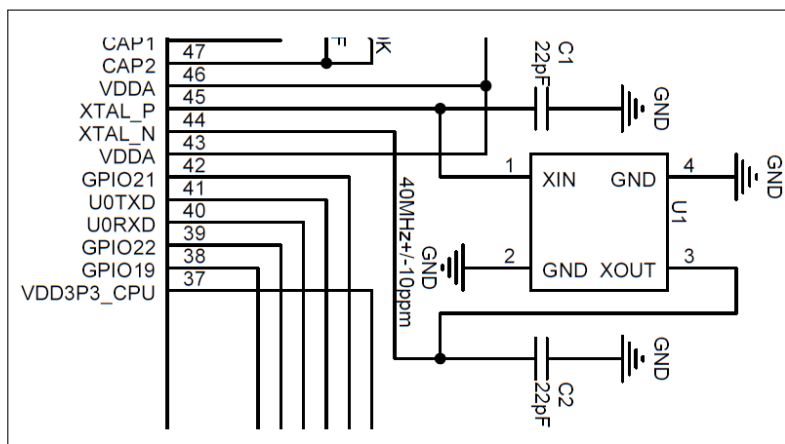 CAP1
47
CAP2
46
VDDA
45
XTAL_P
44
XTAL_N
43
VDDA
42
GPIO21
41
U0TXD
40
U0RXD
39
GPIO22
38
GPIO19
37
VDD3P3_CPU
F
0K
C1
22pF
GND
1
XIN
GND
4
GND
U1
40MHz+/-10ppm
GND
2
GND
XOUT
3
C2
22pF
GND